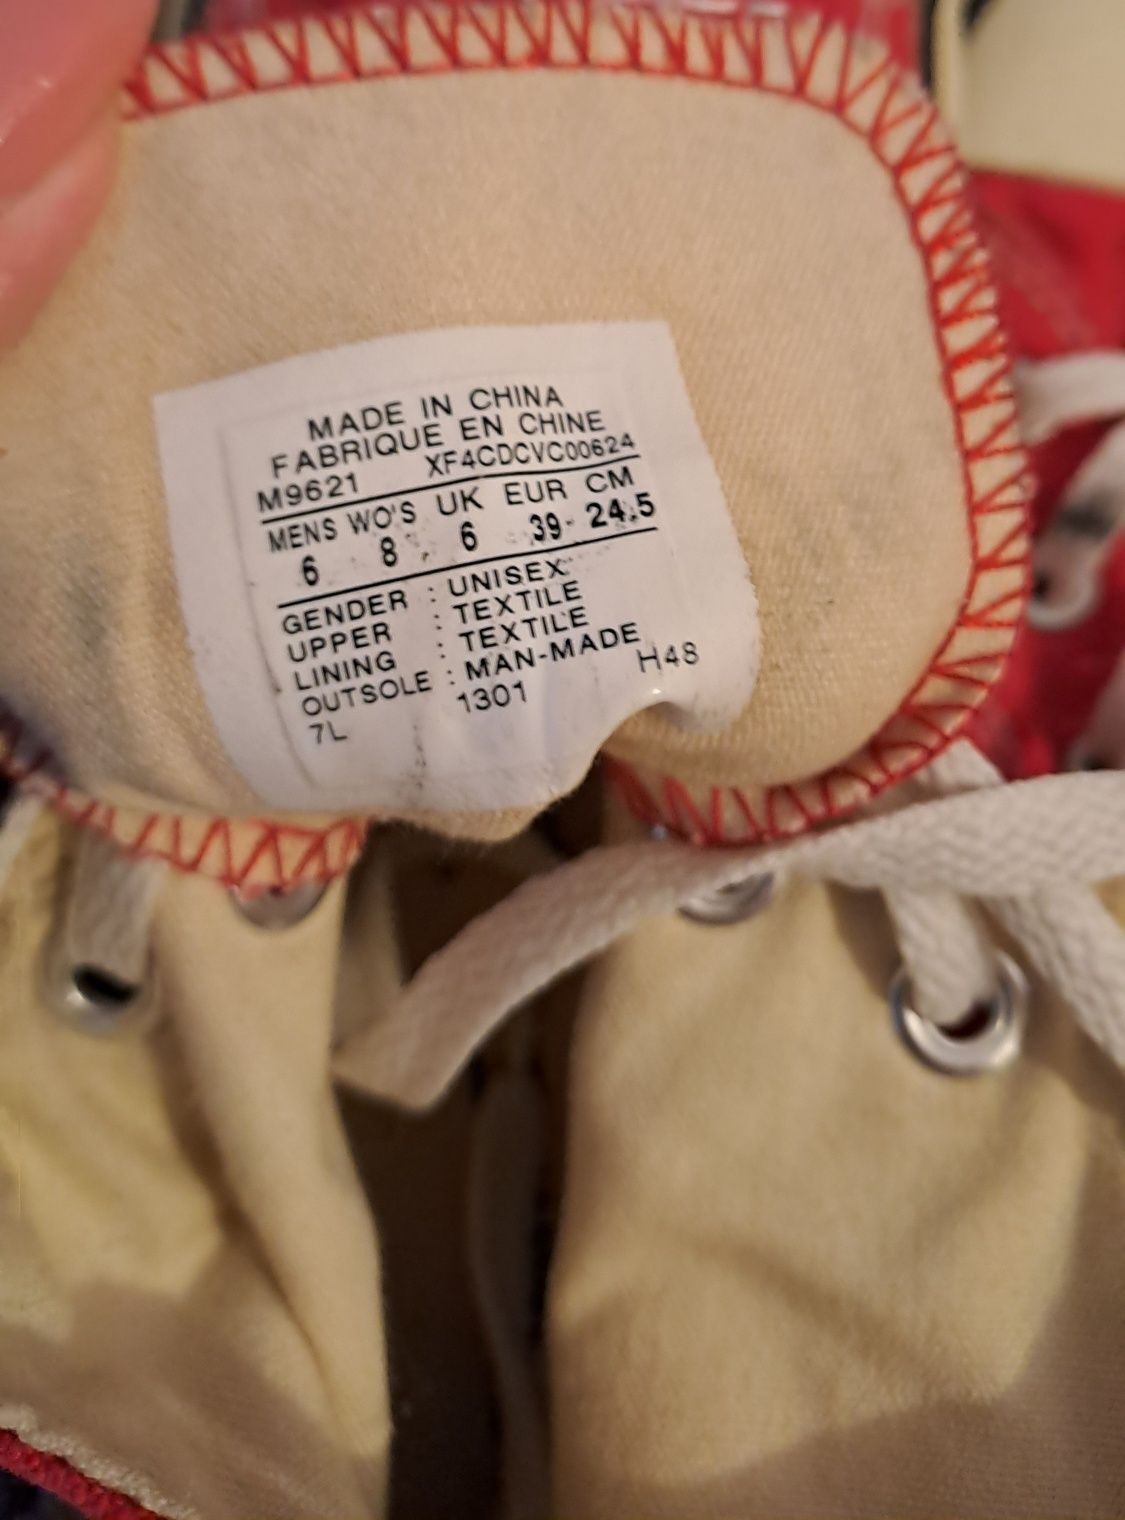 MADE IN CHINA
FABRIQUE EN CHINE
M9621 XF4CDCVC00624
MENS WO'S UK EUR CM
6 8 6 39 24.5
GENDER : UNISEX
UPPER : TEXTILE
LINING : TEXTILE
OUTSOLE : MAN-MADE
7L 1301 H48